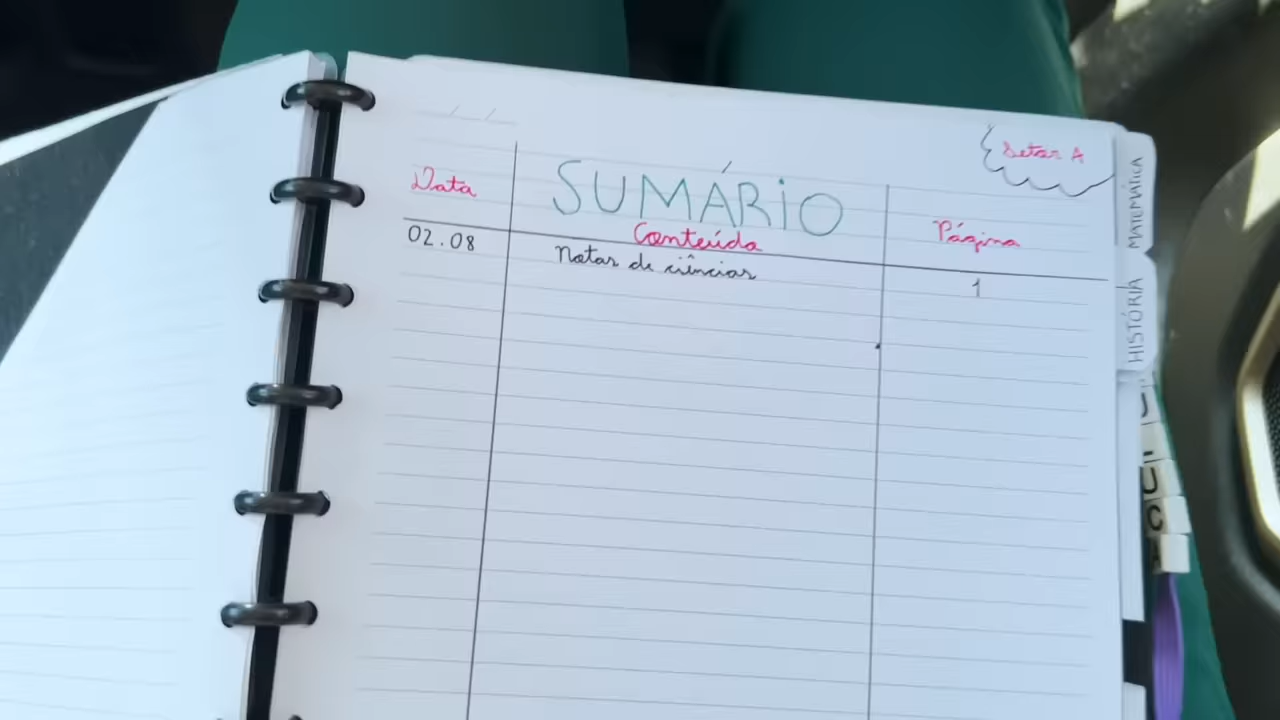 Setor A
Data
SUMÁRIO
Conteúdo
Página
02.08
Notas de ciências
1
MATEMÁTICA
HISTÓRIA